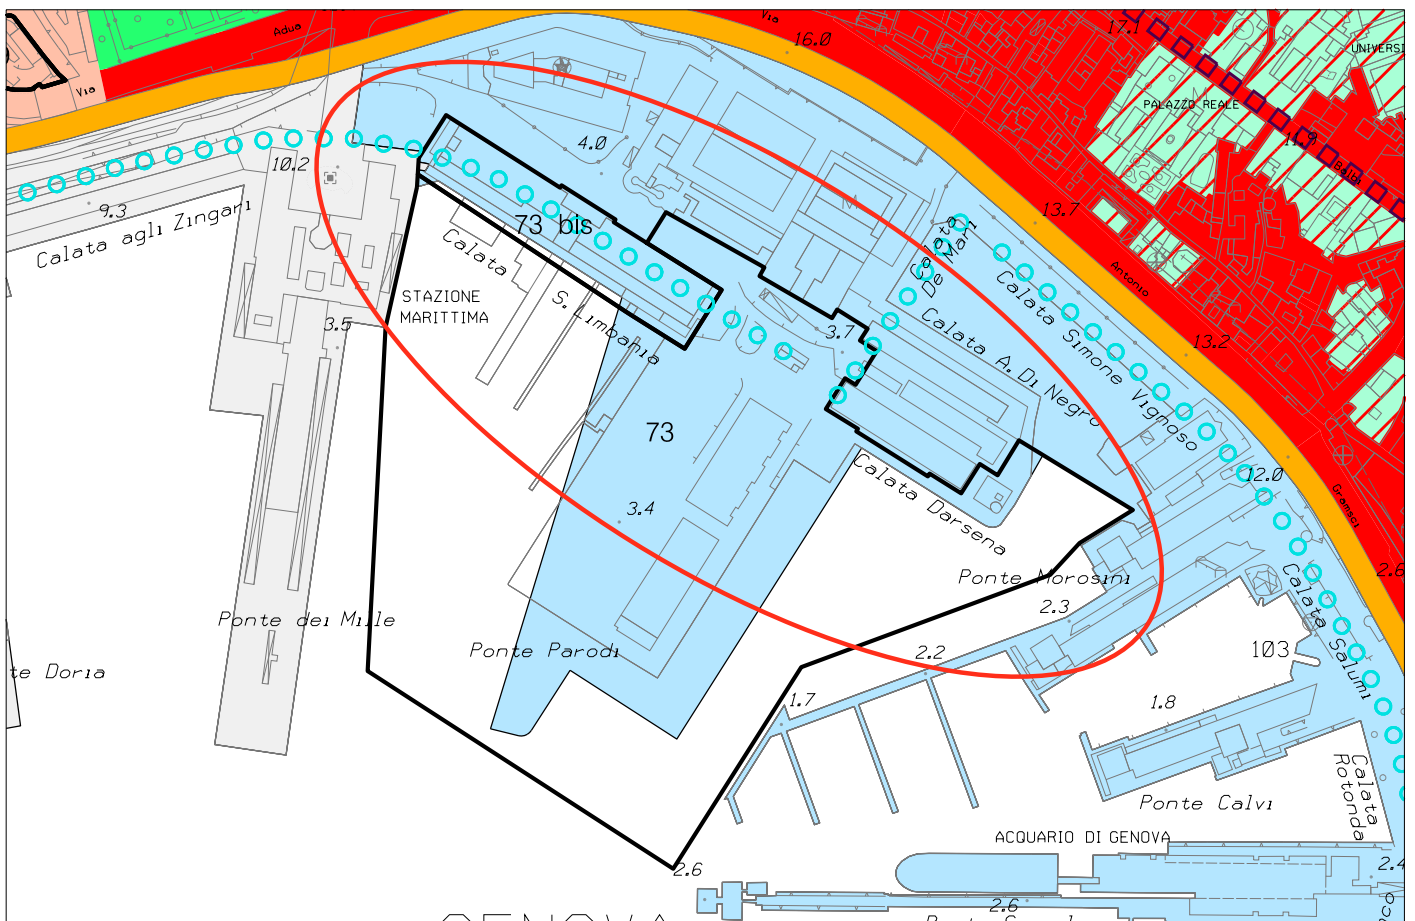 Via
Adua
16.0
17.1
UNIVERSI
Via
PALAZZO REALE
4.0
Balbi
10.2
9.3
Calata agli Zingari
73 bis
13.7
Calata
De Mari
Calata
S. Limbania
STAZIONE
MARITTIMA
3.5
3.7
Antonio
Calata Simone Vignoso
Calata A. Di Negro
13.2
73
3.4
Calata Darsena
12.0
Gramsci
2.6
Ponte Morosini
2.3
Calata Salumi
Ponte dei Mille
Ponte Parodi
2.2
103
te Doria
1.7
1.8
Calata
Rotonda
Ponte Calvi
ACQUARIO DI GENOVA
2.6
2.4
2.6
GENOVA